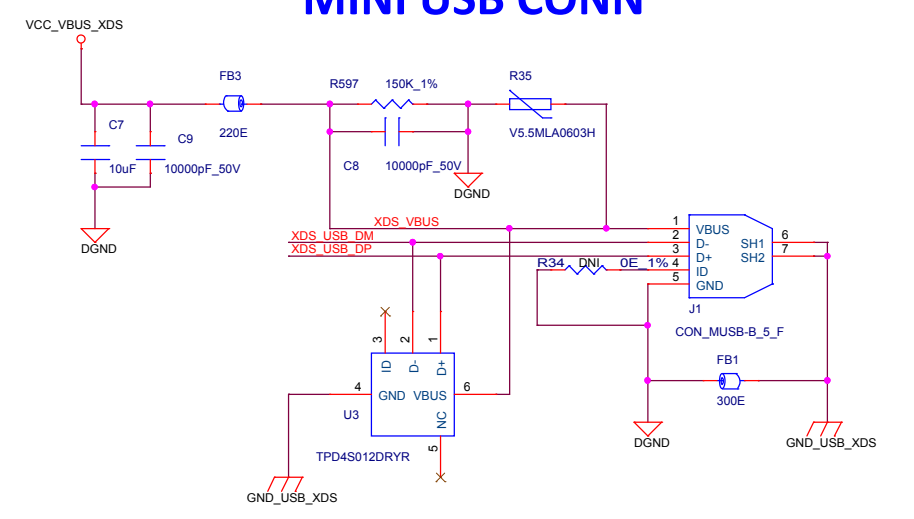 MINI USB CONN
VCC_VBUS_XDS
FB3
220E
R597
150K_1%
R35
V5.5MLA0603H
C7
10uF
C9
10000pF_50V
C8
10000pF_50V
DGND
DGND
XDS_VBUS
XDS_USB_DM
XDS_USB_DP
R34
DNI
0E_1%
1
2
3
4
5
VBUS
D-
D+
ID
GND
SH1
SH2
6
7
J1
CON_MUSB-B_5_F
FB1
300E
DGND
GND_USB_XDS
3
2
1
ID
D-
D+
4
GND
VBUS
6
NC
5
U3
TPD4S012DRYR
GND_USB_XDS